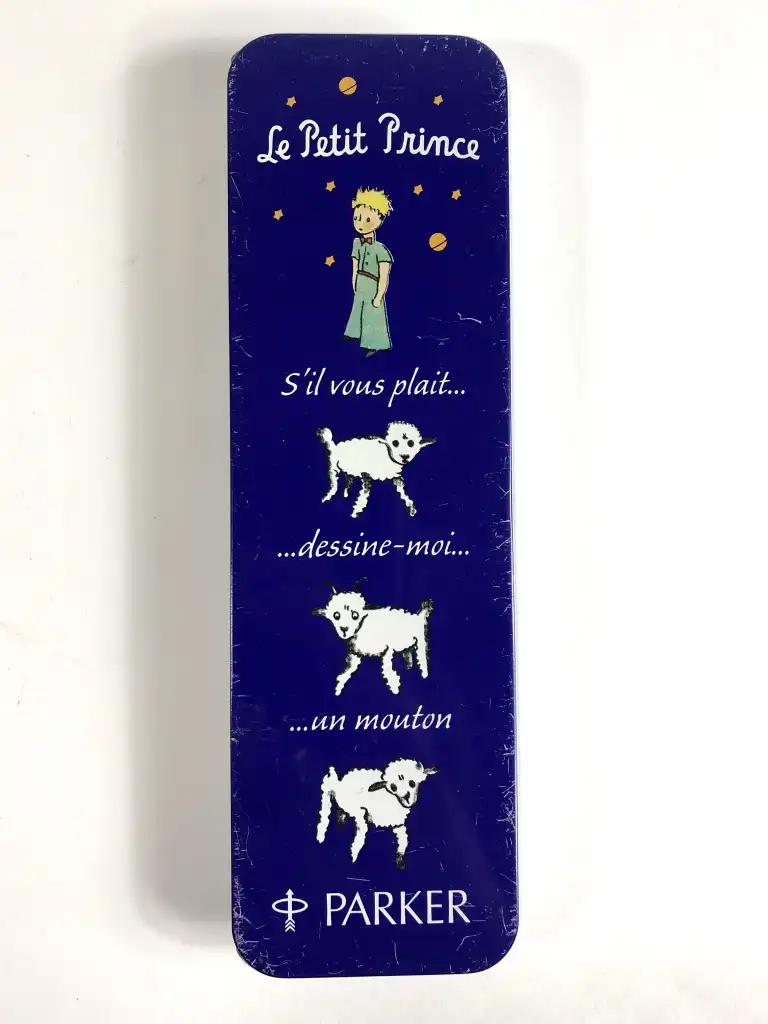 Le Petit Prince
S'il vous plait...
...dessine-moi...
...un mouton
PARKER